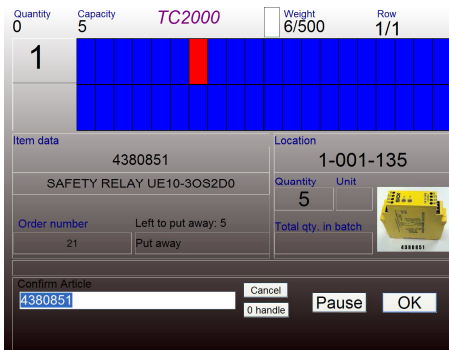 Quantity Capacity TC2000 Weight Row
0 5 6/500 1/1
1
Item data Location
4380851 1-001-135
SAFETY RELAY UE10-3OS2D0 Quantity Unit
5
Order number Left to put away: 5 Total qty. in batch
21 Put away
4380851
Confirm Article Cancel
4380851 0 handle Pause OK